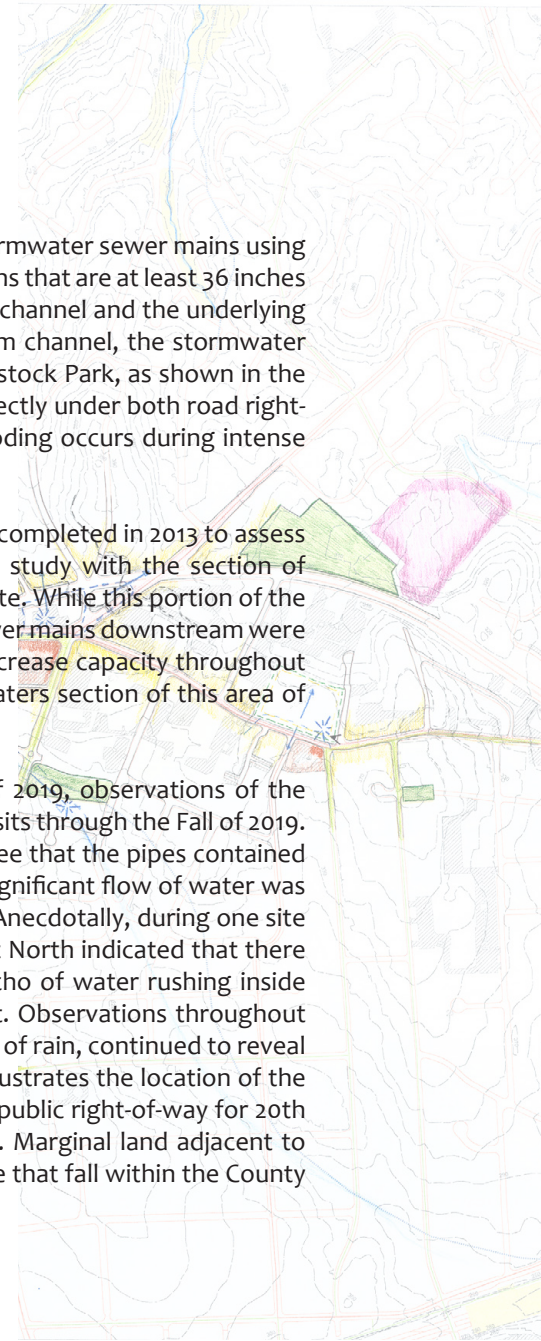 rmwater sewer mains using
ns that are at least 36 inches
channel and the underlying
m channel, the stormwater
stock Park, as shown in the
ectly under both road right-
oding occurs during intense
completed in 2013 to assess
study with the section of
te. While this portion of the
ver mains downstream were
crease capacity throughout
aters section of this area of
f 2019, observations of the
sits through the Fall of 2019.
ee that the pipes contained
gnificant flow of water was
Anecdotally, during one site
t North indicated that there
tho of water rushing inside
t. Observations throughout
of rain, continued to reveal
ustrates the location of the
public right-of-way for 20th
. Marginal land adjacent to
e that fall within the County